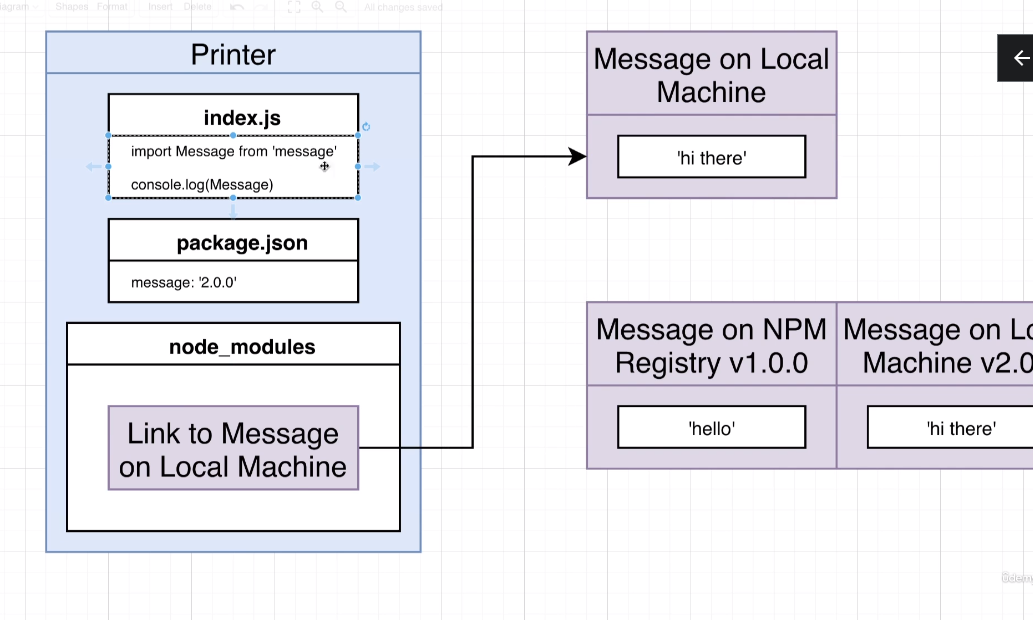 Shapes Format Insert Delete All changes saved
Printer
index.js
import Message from 'message'
console.log(Message)
package.json
message: '2.0.0'
node_modules
Link to Message
on Local Machine
Message on Local
Machine
'hi there'
Message on NPM
Registry v1.0.0
'hello'
Message on Lo
Machine v2.0
'hi there'